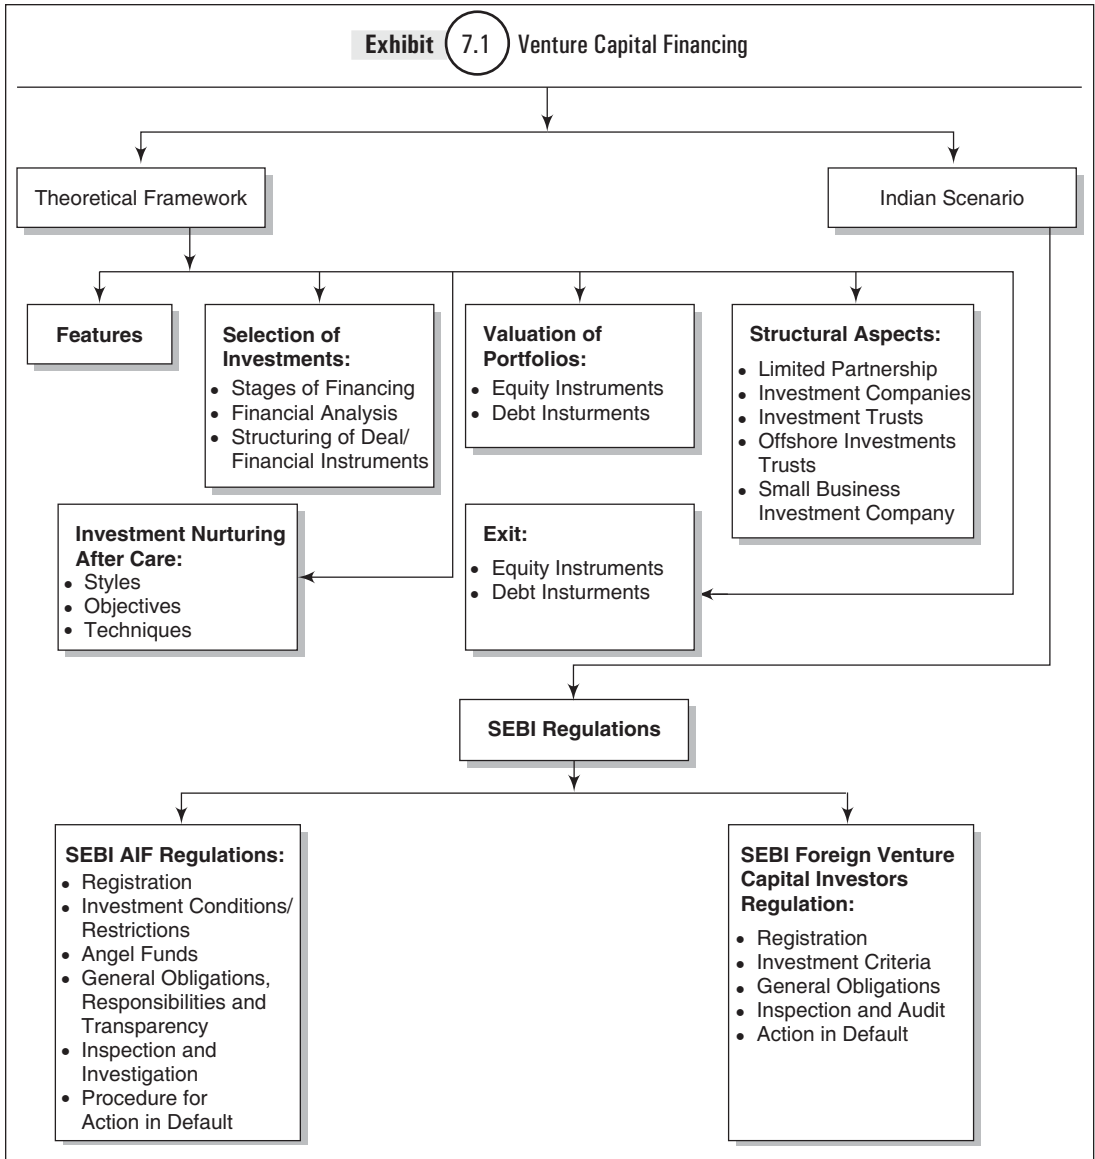 Exhibit 7.1 Venture Capital Financing
Theoretical Framework
Indian Scenario
Features
Selection of
Investments:
• Stages of Financing
• Financial Analysis
• Structuring of Deal/
Financial Instruments
Valuation of
Portfolios:
• Equity Instruments
• Debt Insturments
Structural Aspects:
• Limited Partnership
• Investment Companies
• Investment Trusts
• Offshore Investments
Trusts
• Small Business
Investment Company
Investment Nurturing
After Care:
• Styles
• Objectives
• Techniques
Exit:
• Equity Instruments
• Debt Insturments
SEBI Regulations
SEBI AIF Regulations:
• Registration
• Investment Conditions/
Restrictions
• Angel Funds
• General Obligations,
Responsibilities and
Transparency
• Inspection and
Investigation
• Procedure for
Action in Default
SEBI Foreign Venture
Capital Investors
Regulation:
• Registration
• Investment Criteria
• General Obligations
• Inspection and Audit
• Action in Default